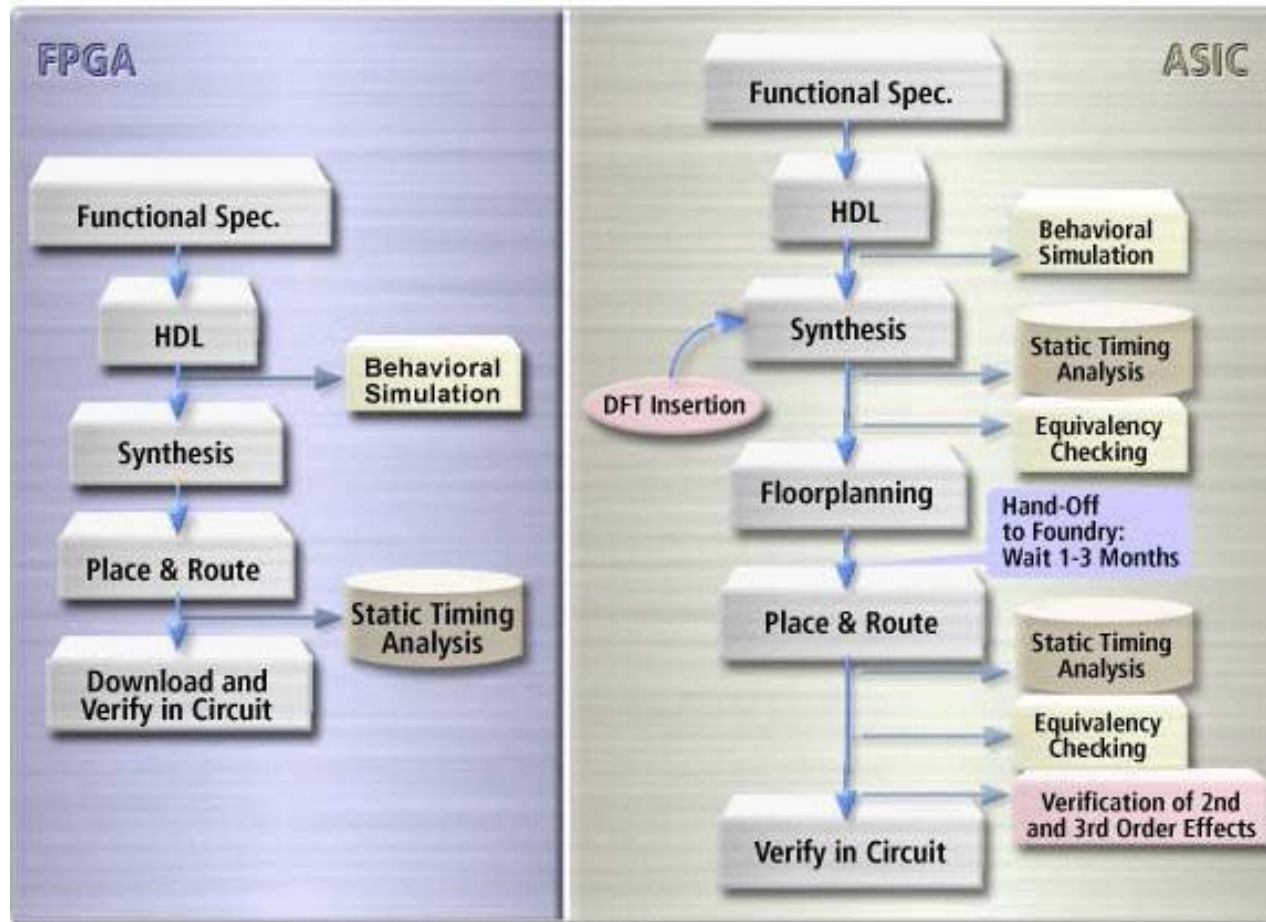 FPGA
Functional Spec.
HDL
Behavioral
Simulation
Synthesis
Place & Route
Static Timing
Analysis
Download and
Verify in Circuit
ASIC
Functional Spec.
HDL
Behavioral
Simulation
Synthesis
DFT Insertion
Static Timing
Analysis
Equivalency
Checking
Floorplanning
Hand-Off
to Foundry:
Wait 1-3 Months
Place & Route
Static Timing
Analysis
Equivalency
Checking
Verification of 2nd
and 3rd Order Effects
Verify in Circuit